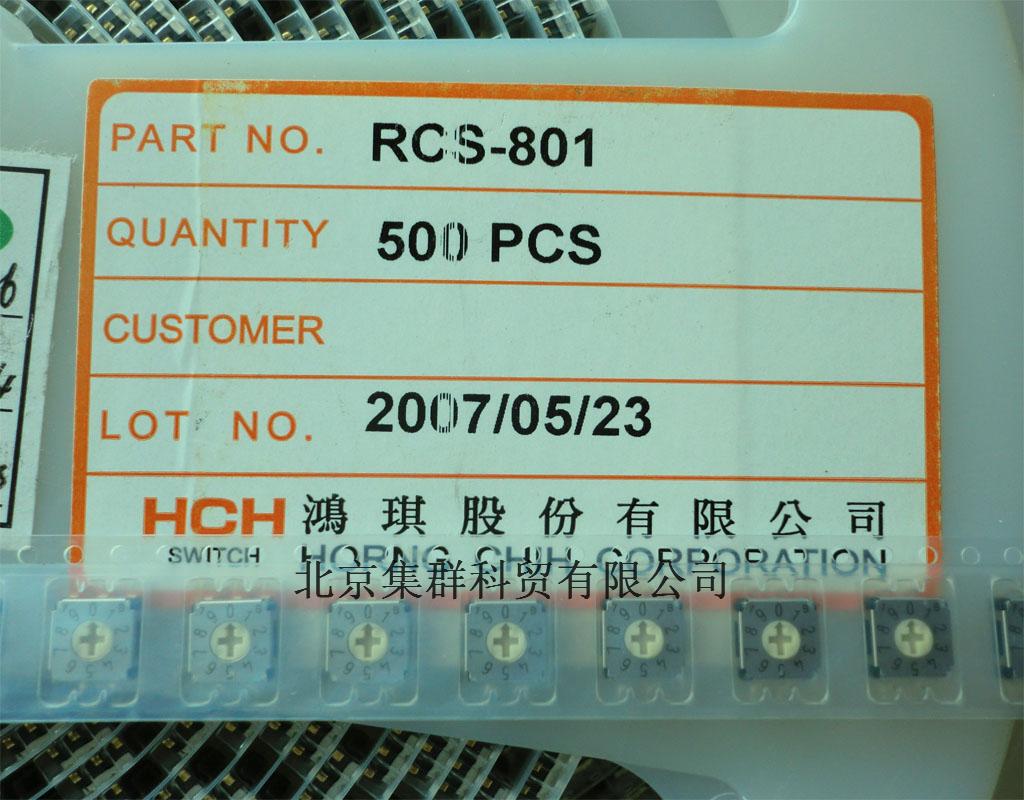 PART NO. RCS-801
QUANTITY 500 PCS
CUSTOMER
LOT NO. 2007/05/23
HCH 鴻琪股份有限公司
SWITCH HORNG CHIH CORPORATION
北京集群科贸有限公司